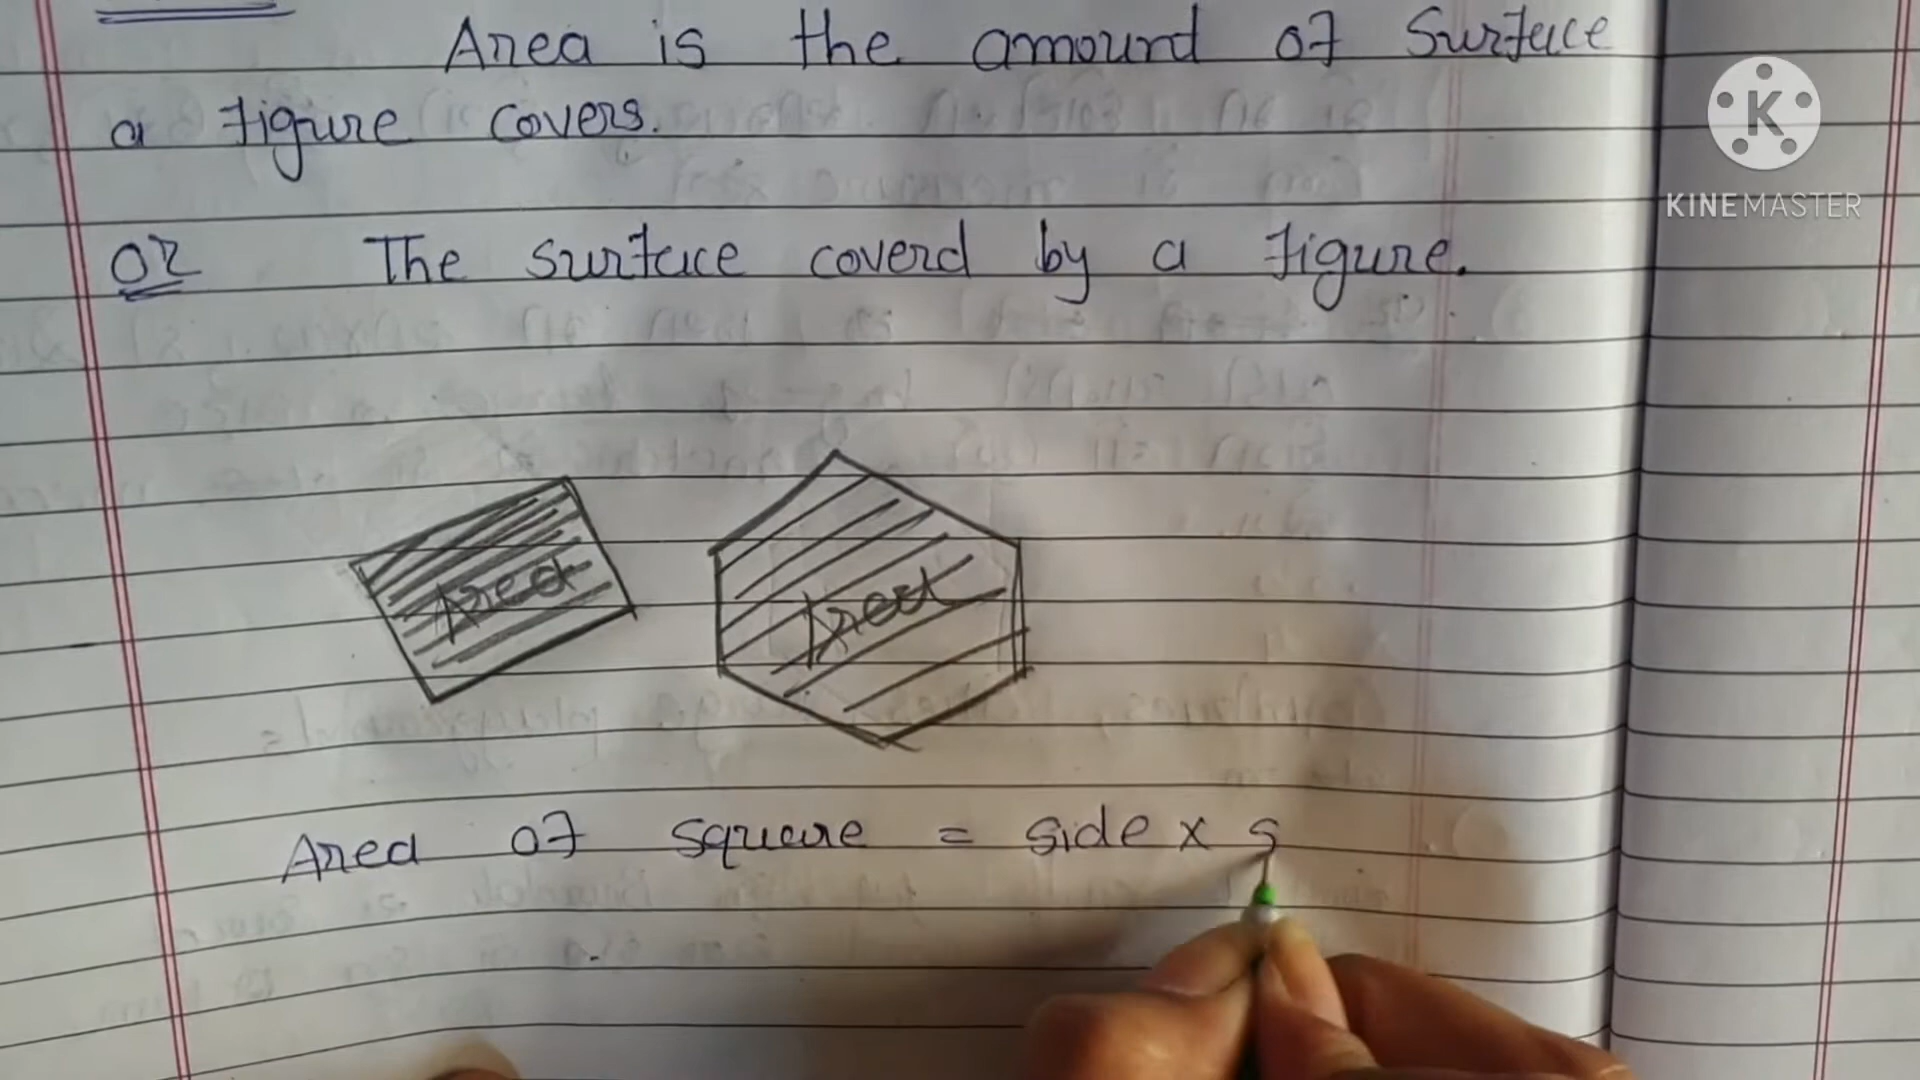 Area is the amound of Surface
a figure covers.
OR The surface coverd by a figure.
Area
Area
Area of square = side x s
K
KINEMASTER